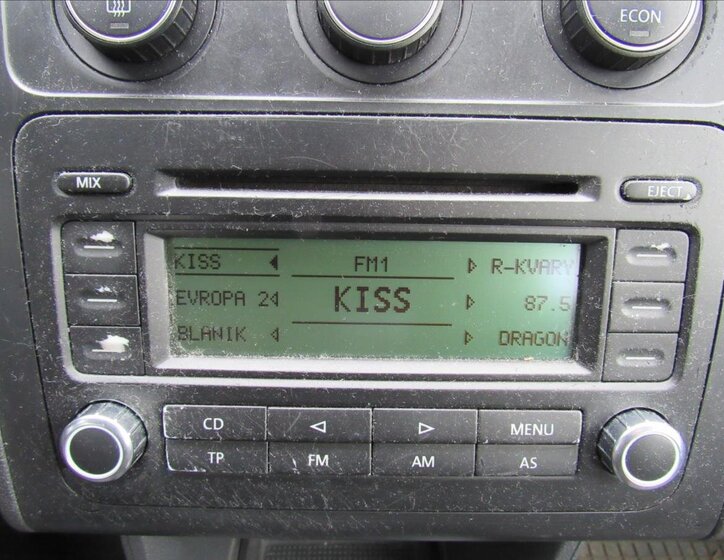 ECON
MIX
EJECT
KISS FM1 R-KVARY
EVROPA 2 KISS 87.5
BLANIK DRAGON
CD MENU
TP FM AM AS